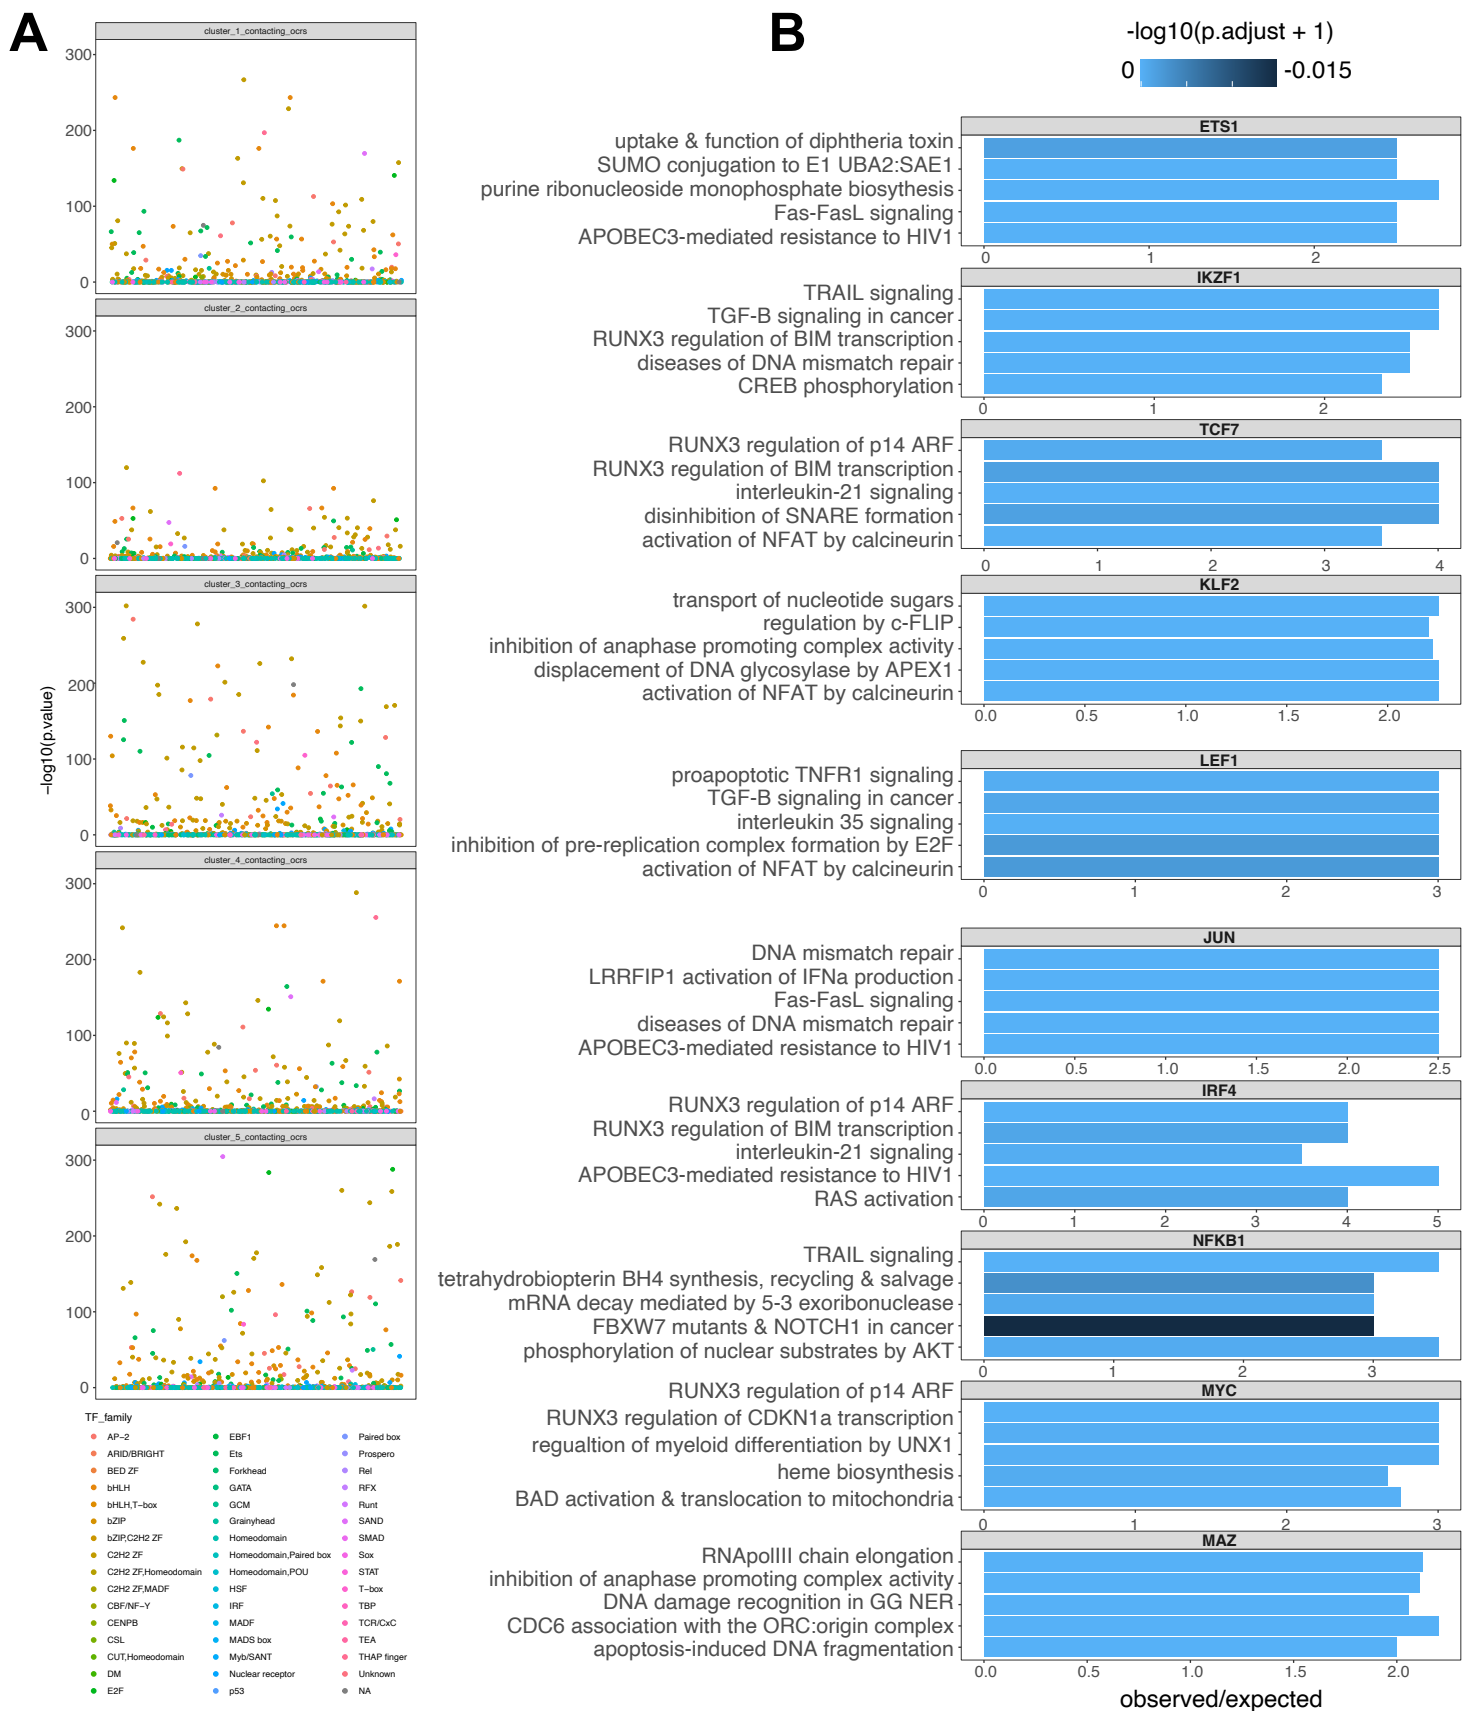 A
cluster_1_contacting_ocrs
300
200
100
0
cluster_2_contacting_ocrs
300
200
100
0
cluster_3_contacting_ocrs
300
200
100
0
cluster_4_contacting_ocrs
300
200
100
0
cluster_5_contacting_ocrs
300
200
100
0
−log10(p.value)
TF_family
AP−2
ARID/BRIGHT
BED ZF
bHLH
bHLH,T−box
bZIP
bZIP,C2H2 ZF
C2H2 ZF
C2H2 ZF,Homeodomain
C2H2 ZF,MADF
CBF/NF−Y
CENPB
CSL
CUT,Homeodomain
DM
E2F
EBF1
Ets
Forkhead
GATA
GCM
Grainyhead
Homeodomain
Homeodomain,Paired box
Homeodomain,POU
HSF
IRF
MADF
MADS box
Myb/SANT
Nuclear receptor
p53
Paired box
Prospero
Rel
RFX
Runt
SAND
SMAD
Sox
STAT
T−box
TBP
TCR/CxC
TEA
THAP finger
Unknown
NA
B
-log10(p.adjust + 1)
0 -0.015
ETS1
uptake & function of diphtheria toxin
SUMO conjugation to E1 UBA2:SAE1
purine ribonucleoside monophosphate biosythesis
Fas-FasL signaling
APOBEC3-mediated resistance to HIV1
0 1 2
IKZF1
TRAIL signaling
TGF-B signaling in cancer
RUNX3 regulation of BIM transcription
diseases of DNA mismatch repair
CREB phosphorylation
0 1 2
TCF7
RUNX3 regulation of p14 ARF
RUNX3 regulation of BIM transcription
interleukin-21 signaling
disinhibition of SNARE formation
activation of NFAT by calcineurin
0 1 2 3 4
KLF2
transport of nucleotide sugars
regulation by c-FLIP
inhibition of anaphase promoting complex activity
displacement of DNA glycosylase by APEX1
activation of NFAT by calcineurin
0.0 0.5 1.0 1.5 2.0
LEF1
proapoptotic TNFR1 signaling
TGF-B signaling in cancer
interleukin 35 signaling
inhibition of pre-replication complex formation by E2F
activation of NFAT by calcineurin
0 1 2 3
JUN
DNA mismatch repair
LRRFIP1 activation of IFNa production
Fas-FasL signaling
diseases of DNA mismatch repair
APOBEC3-mediated resistance to HIV1
0.0 0.5 1.0 1.5 2.0 2.5
IRF4
RUNX3 regulation of p14 ARF
RUNX3 regulation of BIM transcription
interleukin-21 signaling
APOBEC3-mediated resistance to HIV1
RAS activation
0 1 2 3 4 5
NFKB1
TRAIL signaling
tetrahydrobiopterin BH4 synthesis, recycling & salvage
mRNA decay mediated by 5-3 exoribonuclease
FBXW7 mutants & NOTCH1 in cancer
phosphorylation of nuclear substrates by AKT
0 1 2 3
MYC
RUNX3 regulation of p14 ARF
RUNX3 regulation of CDKN1a transcription
regualtion of myeloid differentiation by UNX1
heme biosynthesis
BAD activation & translocation to mitochondria
0 1 2 3
MAZ
RNApolIII chain elongation
inhibition of anaphase promoting complex activity
DNA damage recognition in GG NER
CDC6 association with the ORC:origin complex
apoptosis-induced DNA fragmentation
0.0 0.5 1.0 1.5 2.0
observed/expected